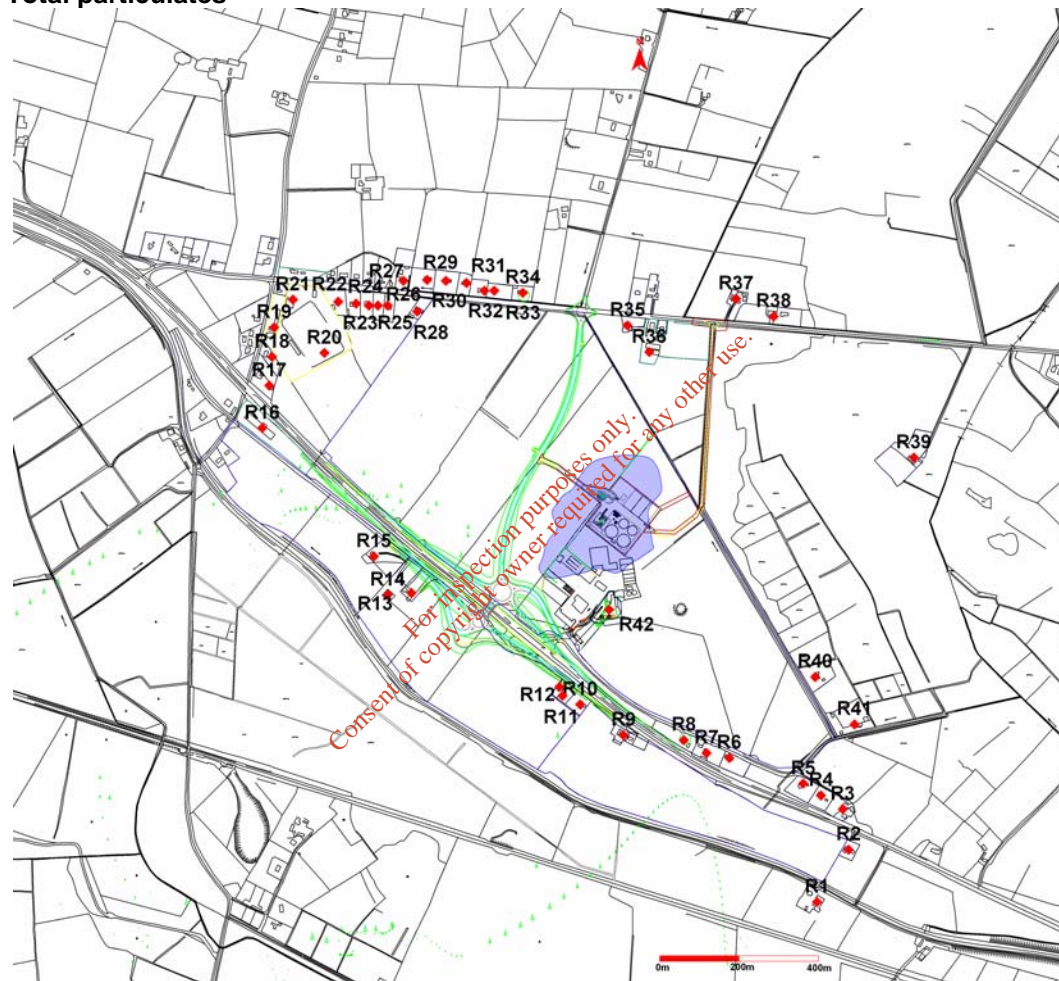 Total particulates
R29
R27
R31
R34
R21
R22
R24
R26
R30
R32
R33
R37
R38
R19
R23
R25
R28
R35
R18
R20
R36
R17
R16
R39
R15
R14
R13
R42
R40
R12
R10
R11
R41
R9
R8
R7
R6
R5
R4
R3
R2
R1
For inspection purposes only.
Consent of copyright owner required for any other use.
0m 200m 400m